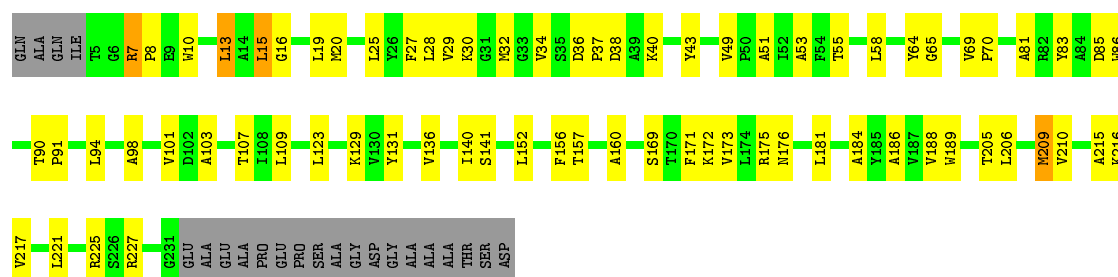 GLN ALA GLN ILE T5 G6 R7 P8 E9 W10 L13 A14 L15 G16 L19 M20 L25 Y26 F27 L28 V29 K30 G31 M32 G33 V34 S35 D36 P37 D38 A39 K40 Y43 V49 P50 A51 I52 A53 F54 T55 L58 Y64 G65 V69 P70 A81 R82 Y83 A84 D85 W86
T90 P91 L94 A98 V101 D102 A103 T107 I108 L109 L123 K129 V130 Y131 V136 I140 S141 L152 F156 T157 A160 S169 T170 F171 K172 V173 L174 R175 N176 L181 A184 Y185 A186 V187 V188 W189 T205 L206 M209 V210 A215 K216
V217 L221 R225 S226 R227 G231 GLU ALA GLU ALA PRO GLU PRO SER ALA GLY ASP GLY ALA ALA ALA THR SER ASP